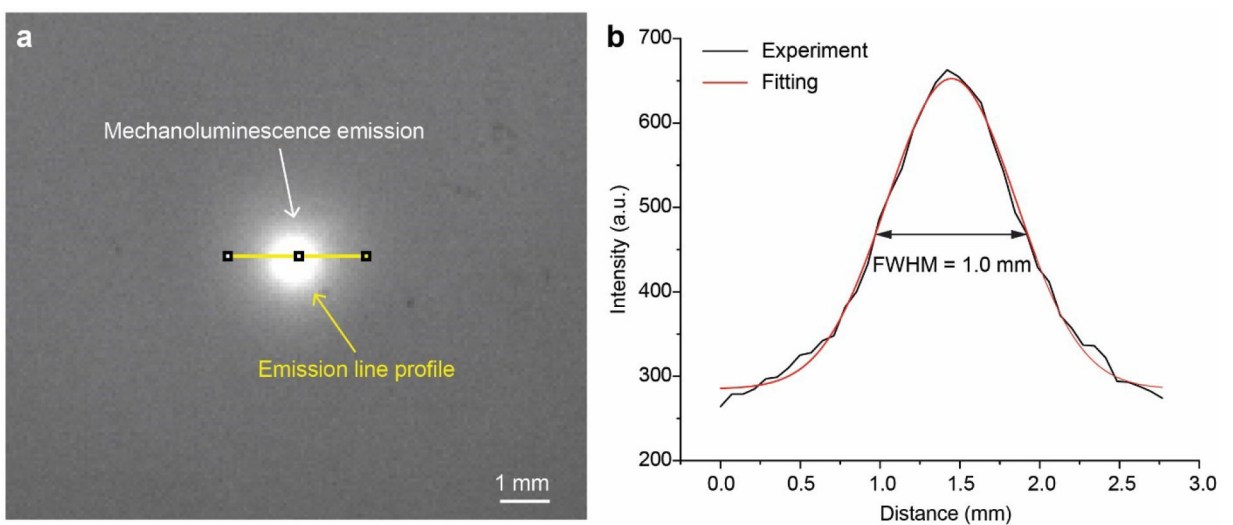 a
Mechanoluminescence emission
Emission line profile
1 mm
b
700
600
500
400
300
200
Intensity (a.u.)
Experiment
Fitting
FWHM = 1.0 mm
0.0 0.5 1.0 1.5 2.0 2.5 3.0
Distance (mm)